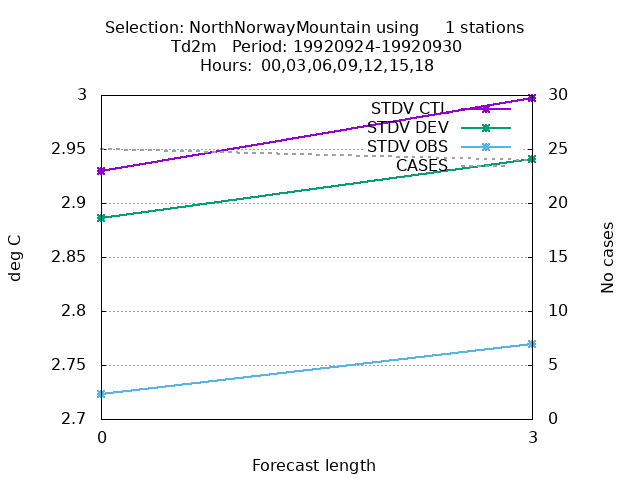 Selection: NorthNorwayMountain using     1 stations
Td2m   Period: 19920924-19920930
Hours: 00,03,06,09,12,15,18
3
2.95
2.9
2.85
2.8
2.75
2.7
deg C
STDV CTL
STDV DEV
STDV OBS
CASES
30
25
20
15
10
5
0
No cases
0
3
Forecast length